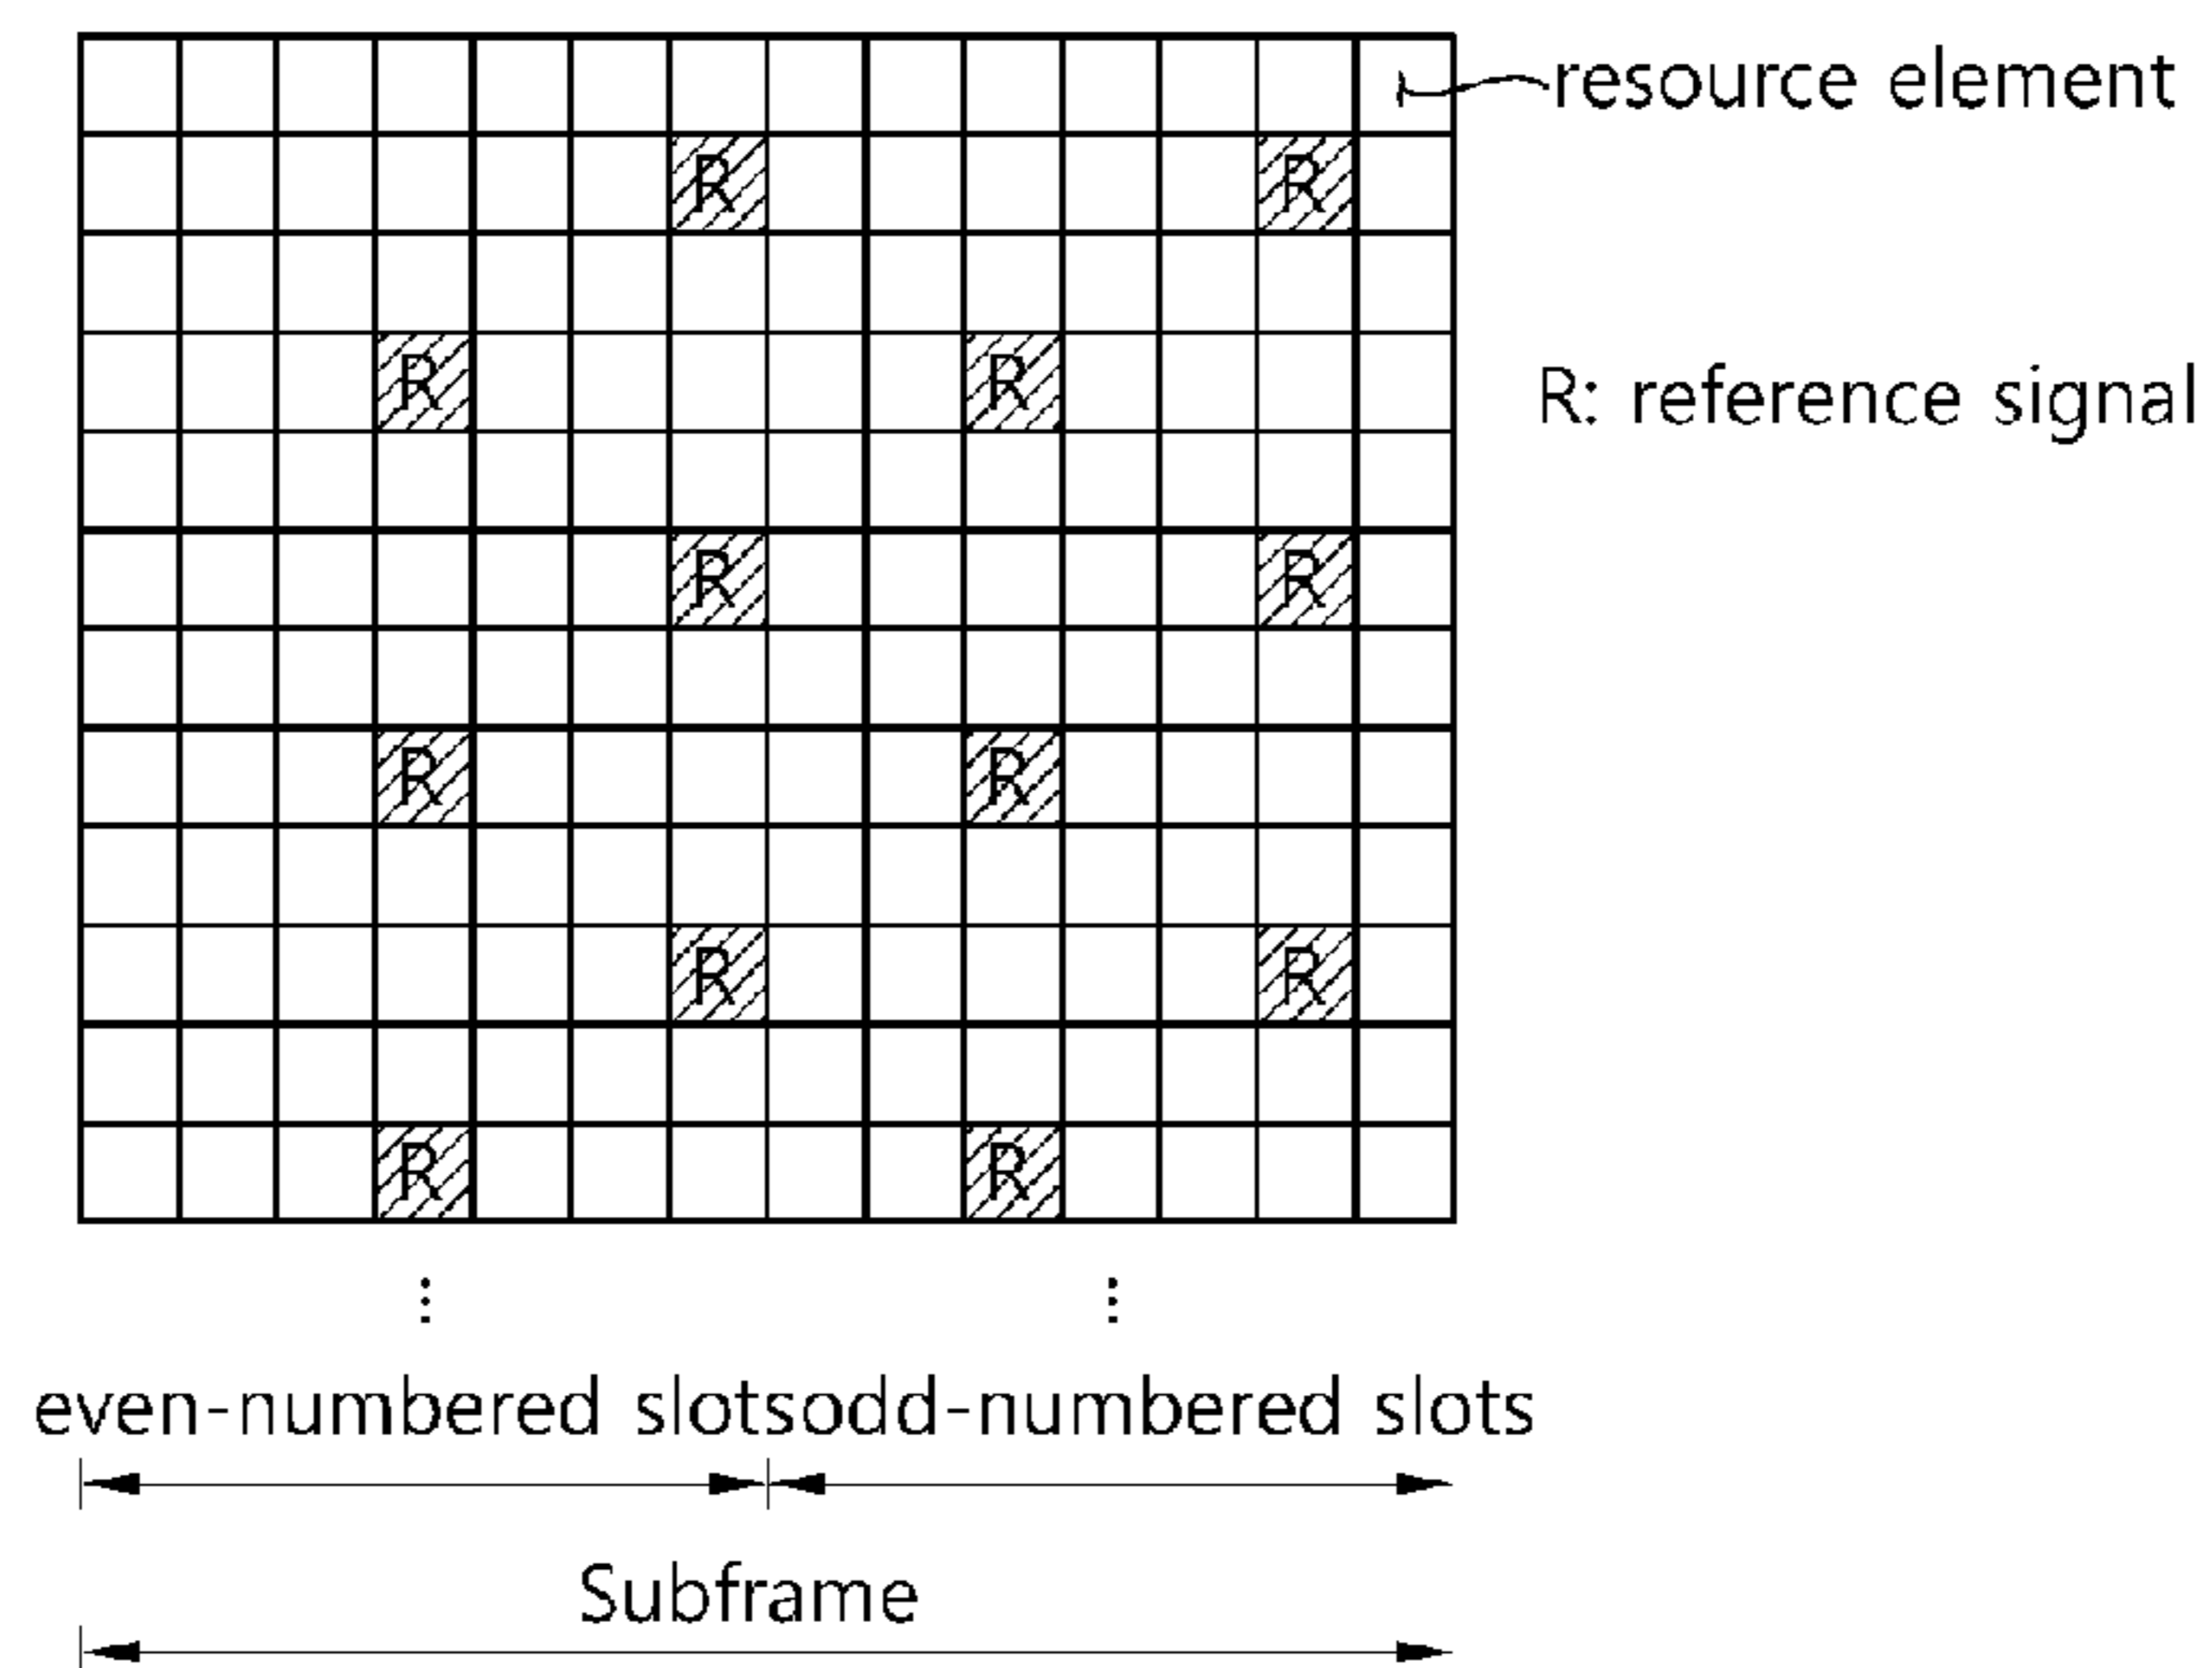 resource element
R R
R: reference signal
R R
R R
R R
R R
R R
even-numbered slotsodd-numbered slots
Subframe